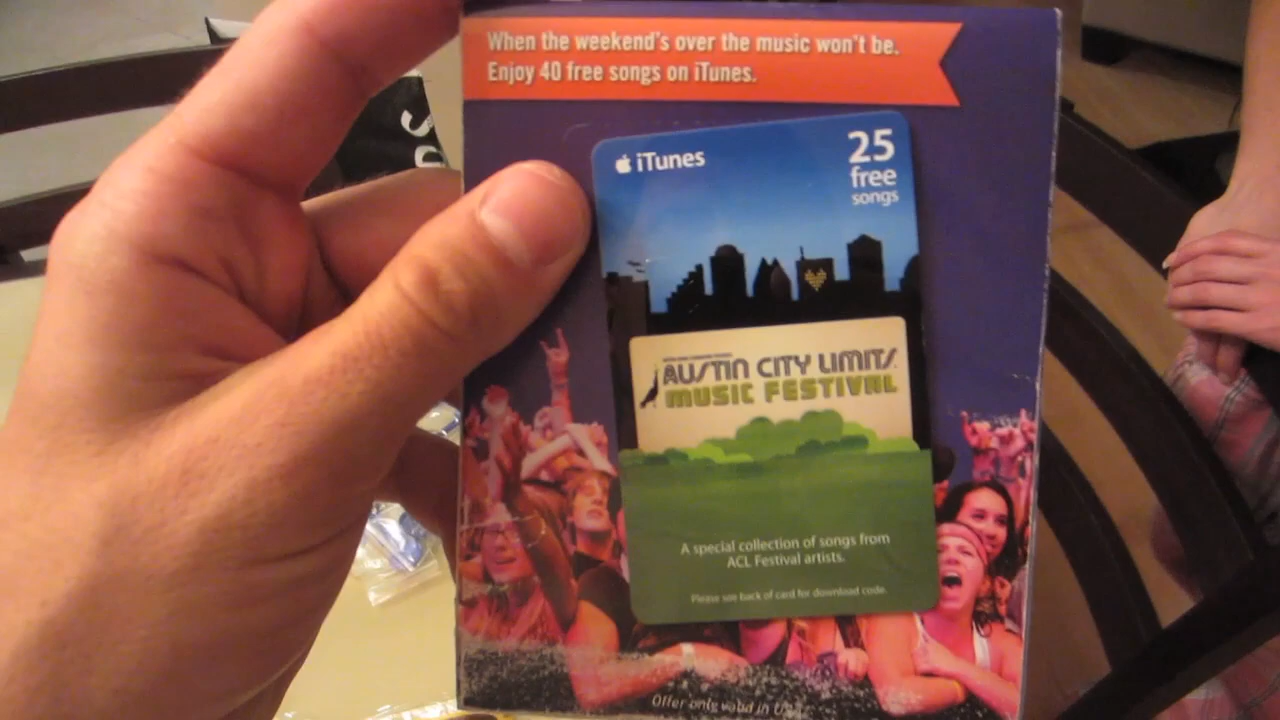 When the weekend's over the music won't be.
Enjoy 40 free songs on iTunes.
iTunes
25
free
songs
AUSTIN CITY LIMITS
MUSIC FESTIVAL
A special collection of songs from
ACL Festival artists.
Please see back of card for download code.
Offer only valid in